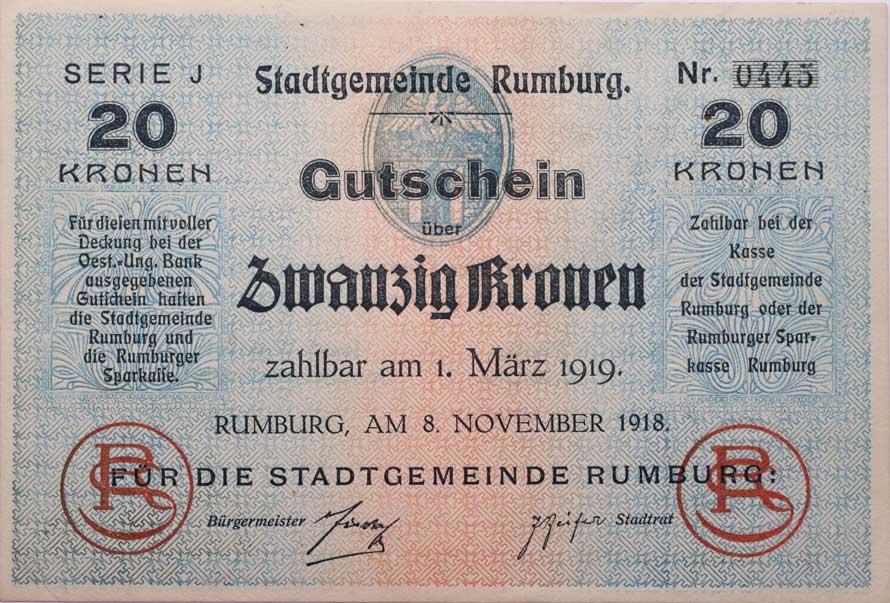 SERIE J
20
KRONEN
Stadtgemeinde Rumburg.
Nr. 0445
20
KRONEN
Gutschein
über
Zwanzig Kronen
zahlbar am 1. März 1919.
Für diesen mit voller
Deckung bei der
Oest.-Ung. Bank
ausgegebenen
Gutschein haften
die Stadtgemeinde
Rumburg und
die Rumburger
Sparkasse.
Zahlbar bei der
Kasse
der Stadtgemeinde
Rumburg oder der
Rumburger Spar-
kasse Rumburg
RUMBURG, AM 8. NOVEMBER 1918.
FÜR DIE STADTGEMEINDE RUMBURG:
Bürgermeister
Stadtrat